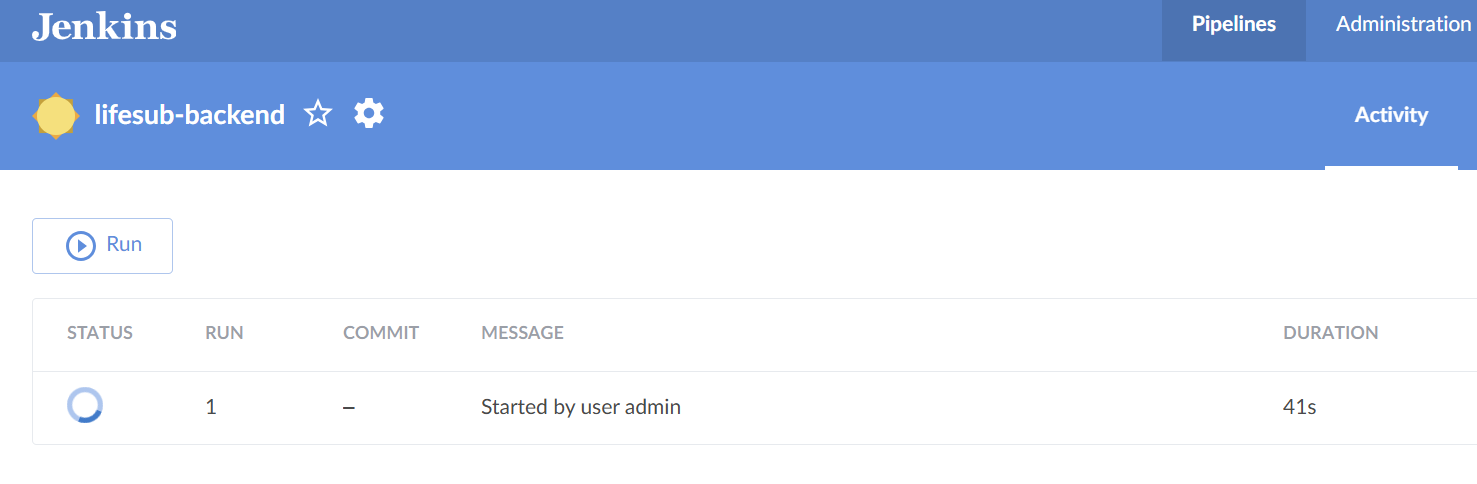 Jenkins Pipelines Administration
lifesub-backend Activity
Run
STATUS RUN COMMIT MESSAGE DURATION
1 – Started by user admin 41s